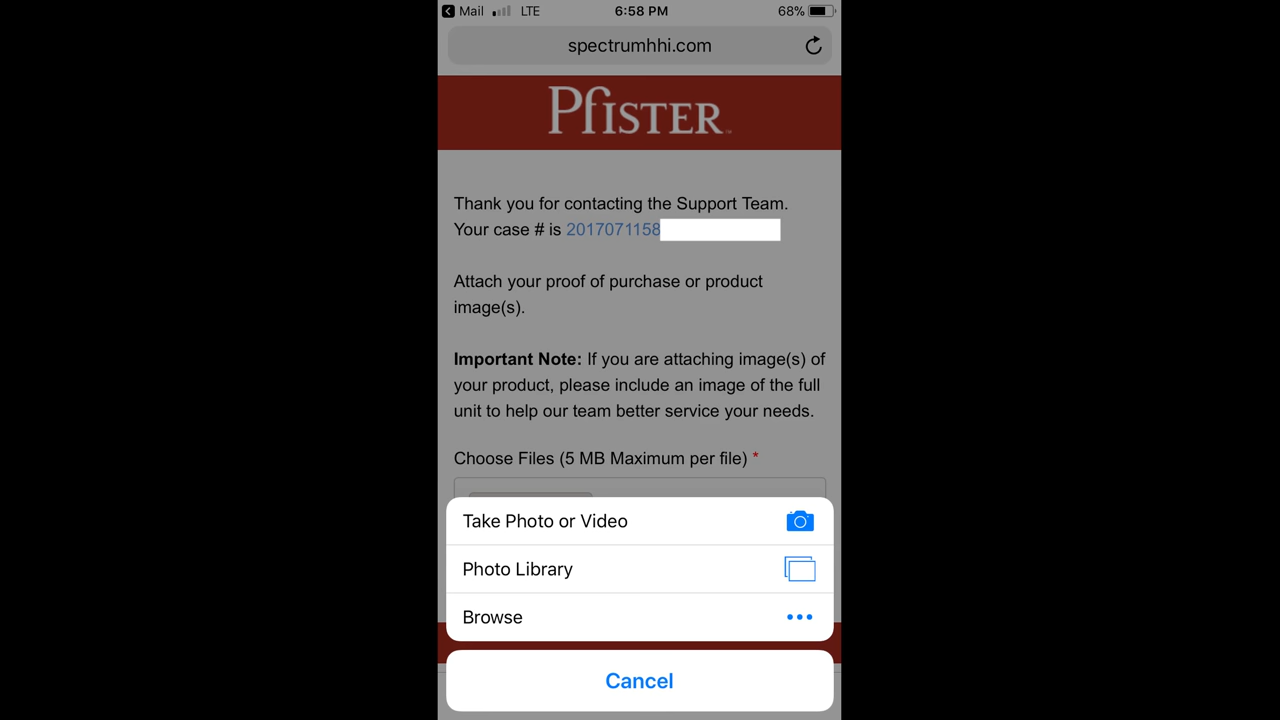 Mail LTE 6:58 PM 68%
spectrumhhi.com
Pfister™
Thank you for contacting the Support Team.
Your case # is 2017071158
Attach your proof of purchase or product
image(s).
Important Note: If you are attaching image(s) of
your product, please include an image of the full
unit to help our team better service your needs.
Choose Files (5 MB Maximum per file) *
Take Photo or Video
Photo Library
Browse
Cancel